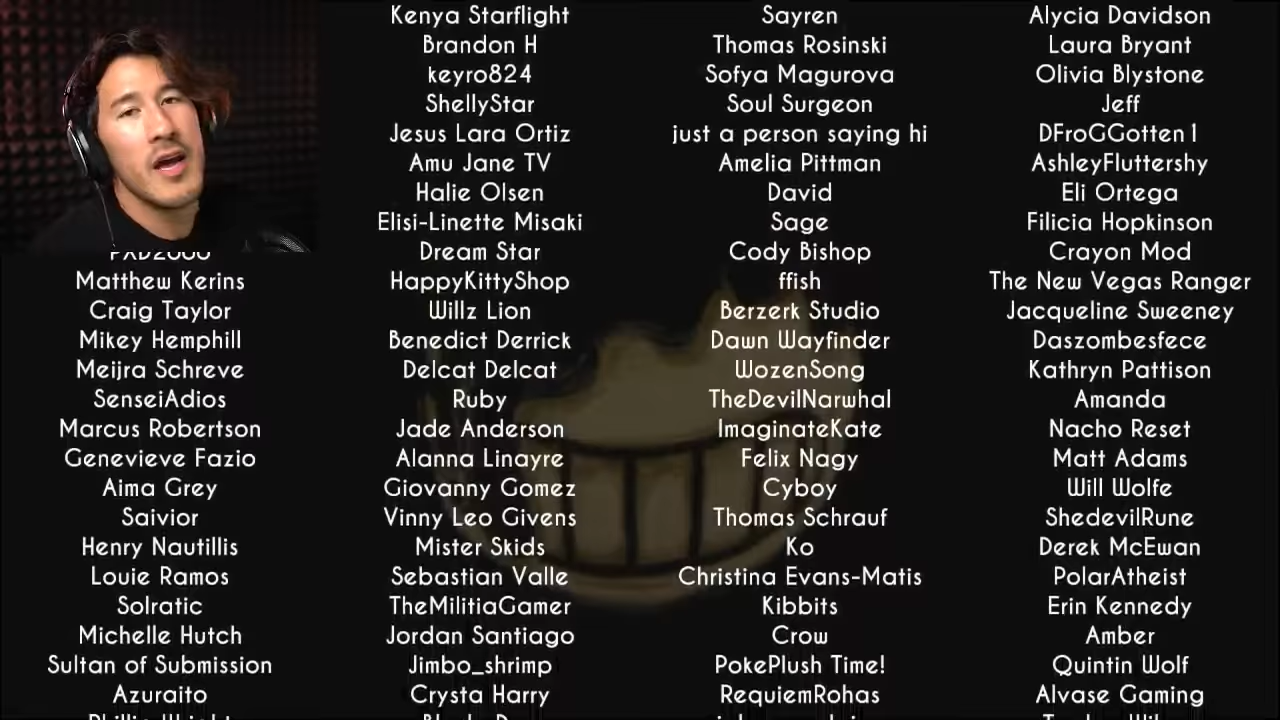 PXD2000
Matthew Kerins
Craig Taylor
Mikey Hemphill
Meijra Schreve
SenseiAdios
Marcus Robertson
Genevieve Fazio
Aima Grey
Saivior
Henry Nautillis
Louie Ramos
Solratic
Michelle Hutch
Sultan of Submission
Azuraito
Kenya Starflight
Brandon H
keyro824
ShellyStar
Jesus Lara Ortiz
Amu Jane TV
Halie Olsen
Elisi-Linette Misaki
Dream Star
HappyKittyShop
Willz Lion
Benedict Derrick
Delcat Delcat
Ruby
Jade Anderson
Alanna Linayre
Giovanny Gomez
Vinny Leo Givens
Mister Skids
Sebastian Valle
TheMilitiaGamer
Jordan Santiago
Jimbo_shrimp
Crysta Harry
Sayren
Thomas Rosinski
Sofya Magurova
Soul Surgeon
just a person saying hi
Amelia Pittman
David
Sage
Cody Bishop
ffish
Berzerk Studio
Dawn Wayfinder
WozenSong
TheDevilNarwhal
ImaginateKate
Felix Nagy
Cyboy
Thomas Schrauf
Ko
Christina Evans-Matis
Kibbits
Crow
PokePlush Time!
RequiemRohas
Alycia Davidson
Laura Bryant
Olivia Blystone
Jeff
DFroGGotten1
AshleyFluttershy
Eli Ortega
Filicia Hopkinson
Crayon Mod
The New Vegas Ranger
Jacqueline Sweeney
Daszombesfece
Kathryn Pattison
Amanda
Nacho Reset
Matt Adams
Will Wolfe
ShedevilRune
Derek McEwan
PolarAtheist
Erin Kennedy
Amber
Quintin Wolf
Alvase Gaming